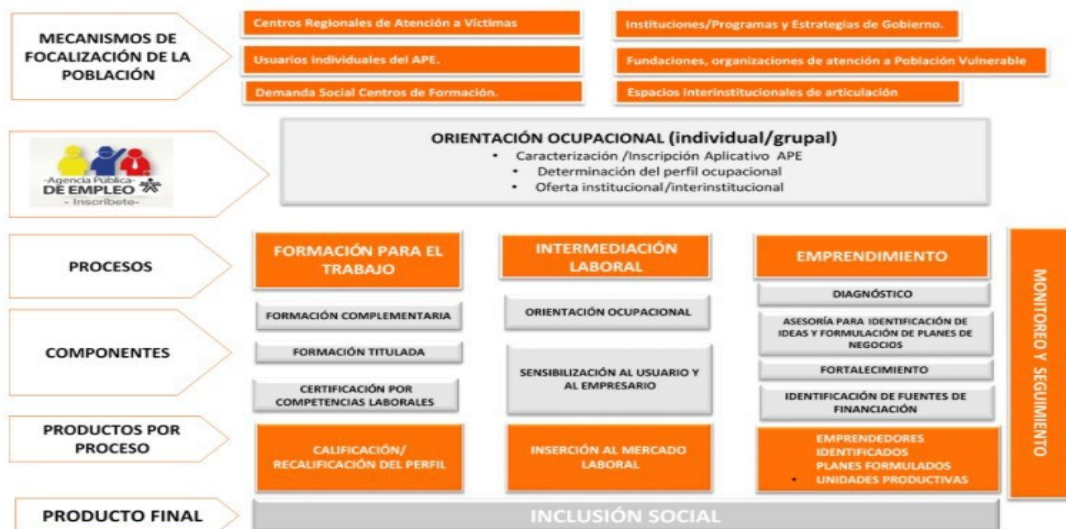 MECANISMOS DE
FOCALIZACIÓN DE LA
POBLACIÓN
Centros Regionales de Atención a Víctimas
Instituciones/Programas y Estrategias de Gobierno.
Usuarios individuales del APE.
Fundaciones, organizaciones de atención a Población Vulnerable
Demanda Social Centros de Formación.
Espacios interinstitucionales de articulación
-Agencia Pública-
DE EMPLEO
- Inscríbete-
ORIENTACIÓN OCUPACIONAL (individual/grupal)
• Caracterización /Inscripción Aplicativo APE
• Determinación del perfil ocupacional
• Oferta institucional/interinstitucional
PROCESOS
FORMACIÓN PARA EL
TRABAJO
INTERMEDIACIÓN
LABORAL
EMPRENDIMIENTO
COMPONENTES
FORMACIÓN COMPLEMENTARIA
FORMACIÓN TITULADA
CERTIFICACIÓN POR
COMPETENCIAS LABORALES
ORIENTACIÓN OCUPACIONAL
SENSIBILIZACIÓN AL USUARIO Y
AL EMPRESARIO
DIAGNÓSTICO
ASESORÍA PARA IDENTIFICACIÓN DE
IDEAS Y FORMULACIÓN DE PLANES DE
NEGOCIOS
FORTALECIMIENTO
IDENTIFICACIÓN DE FUENTES DE
FINANCIACIÓN
PRODUCTOS POR
PROCESO
CALIFICACIÓN/
RECALIFICACIÓN DEL PERFIL
INSERCIÓN AL MERCADO
LABORAL
EMPRENDEDORES
IDENTIFICADOS
PLANES FORMULADOS
• UNIDADES PRODUCTIVAS
MONITOREO Y SEGUIMIENTO
PRODUCTO FINAL
INCLUSIÓN SOCIAL